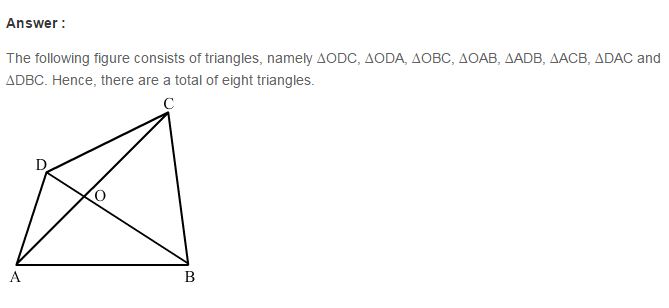 Answer :
The following figure consists of triangles, namely ΔODC, ΔODA, ΔOBC, ΔOAB, ΔADB, ΔACB, ΔDAC and
ΔDBC. Hence, there are a total of eight triangles.
C
D
O
A B